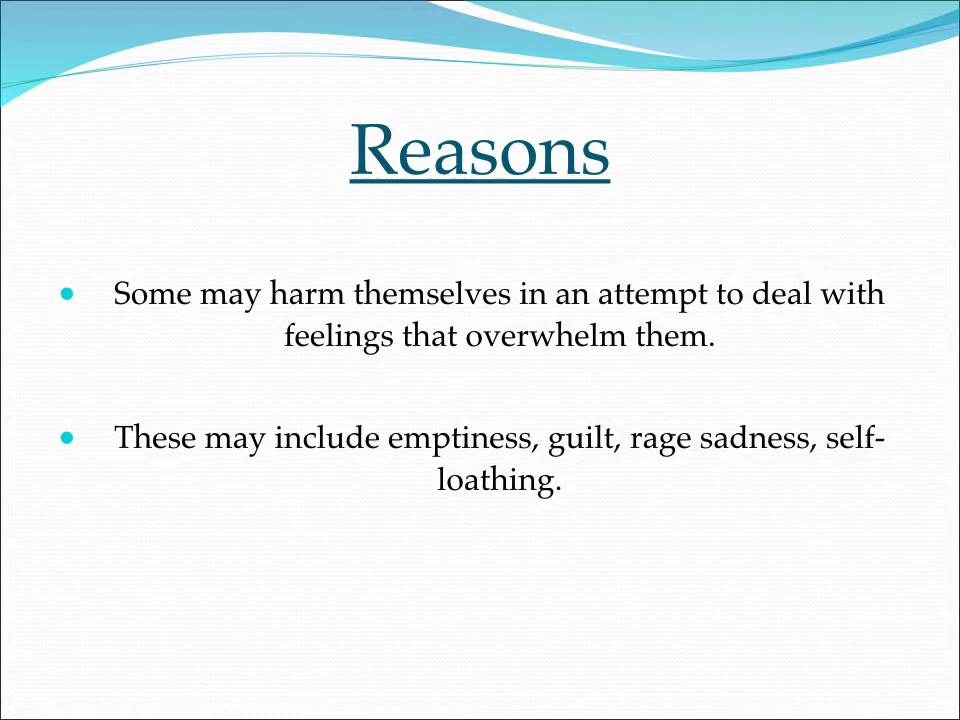 Reasons
• Some may harm themselves in an attempt to deal with
feelings that overwhelm them.
• These may include emptiness, guilt, rage sadness, self-
loathing.